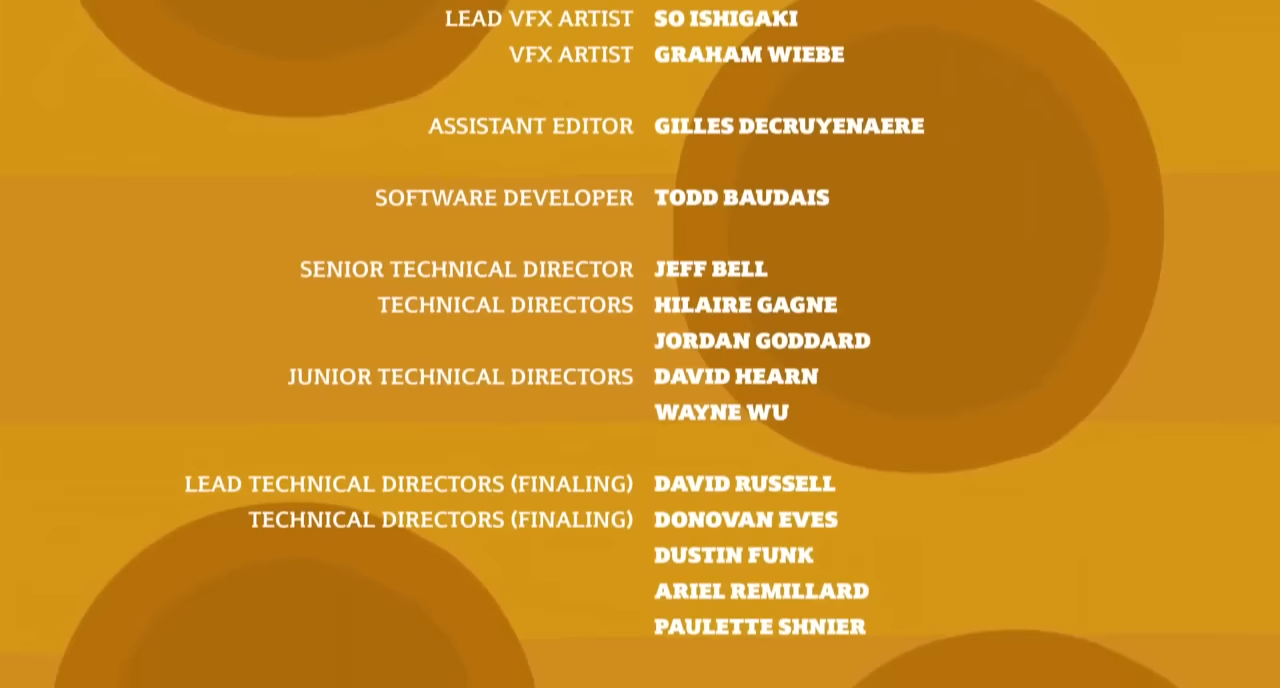 LEAD VFX ARTIST SO ISHIGAKI
VFX ARTIST GRAHAM WIEBE
ASSISTANT EDITOR GILLES DECRUYENAERE
SOFTWARE DEVELOPER TODD BAUDAIS
SENIOR TECHNICAL DIRECTOR JEFF BELL
TECHNICAL DIRECTORS HILAIRE GAGNE
JORDAN GODDARD
JUNIOR TECHNICAL DIRECTORS DAVID HEARN
WAYNE WU
LEAD TECHNICAL DIRECTORS (FINALING) DAVID RUSSELL
TECHNICAL DIRECTORS (FINALING) DONOVAN EVES
DUSTIN FUNK
ARIEL REMILLARD
PAULETTE SHNIER